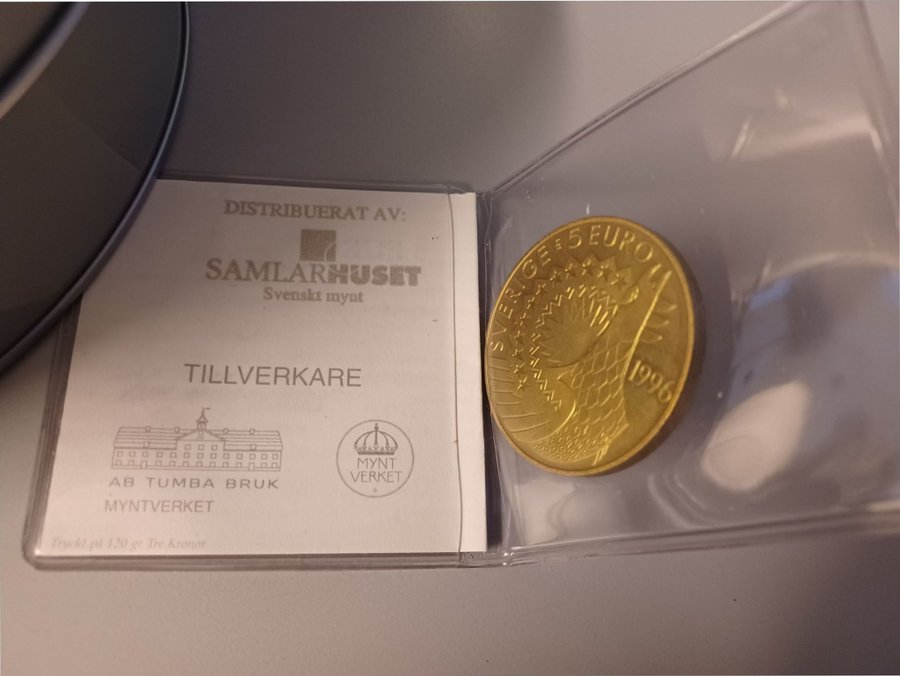 DISTRIBUERAT AV:
SAMLARHUSET
Svenskt mynt
TILLVERKARE
AB TUMBA BRUK
MYNTVERKET
MYNT
VERKET
Tryckt på 120 gr Tre Kronor
SVERIGE 5 EURO
1996